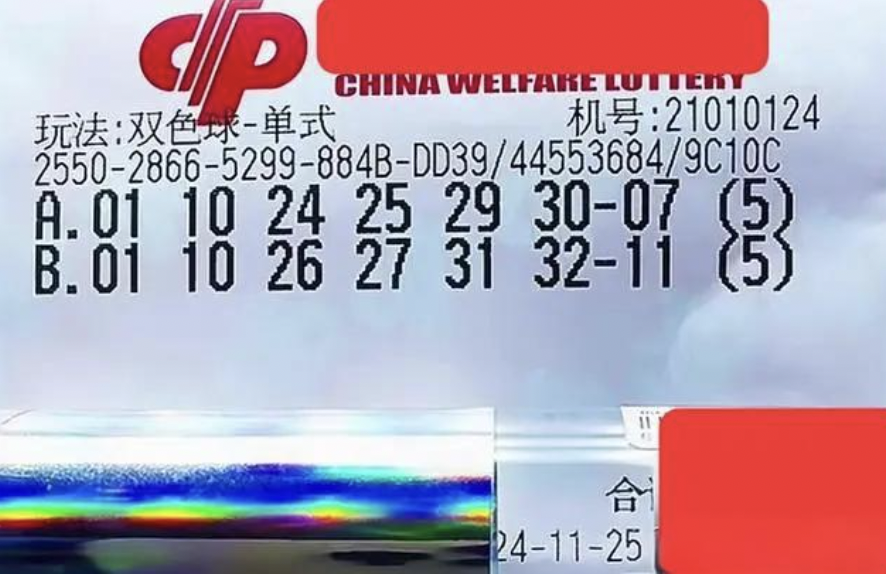 CHINA WELFARE LOTTERY
玩法:双色球-单式 机号:21010124
2550-2866-5299-884B-DD39/44553684/9C10C
A.01 10 24 25 29 30-07 (5)
B.01 10 26 27 31 32-11 (5)
合
24-11-25